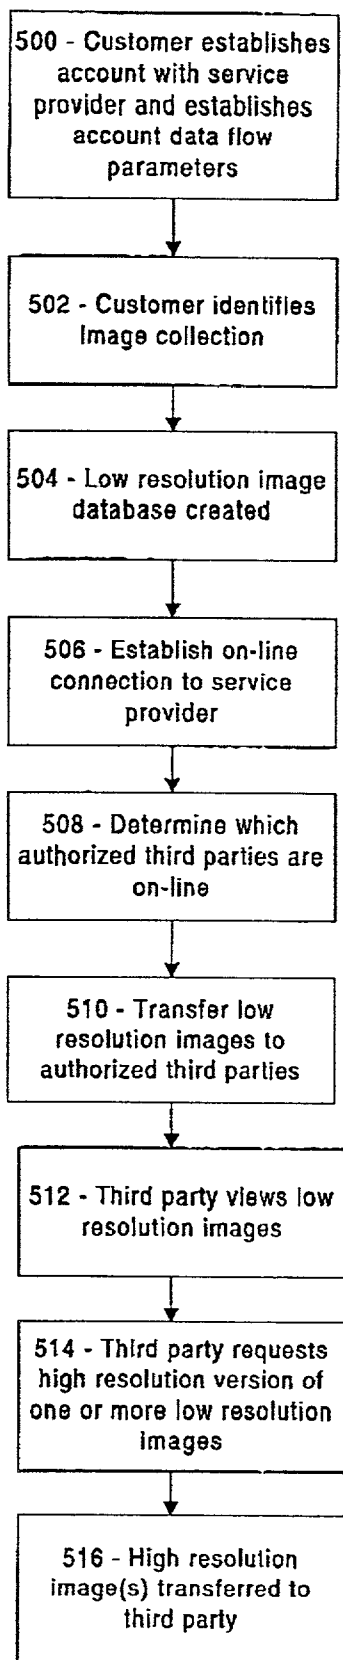 500 - Customer establishes
account with service
provider and establishes
account data flow
parameters
502 - Customer identifies
Image collection
504 - Low resolution image
database created
506 - Establish on-line
connection to service
provider
508 - Determine which
authorized third parties are
on-line
510 - Transfer low
resolution images to
authorized third parties
512 - Third party views low
resolution images
514 - Third party requests
high resolution version of
one or more low resolution
images
516 - High resolution
image(s) transferred to
third party